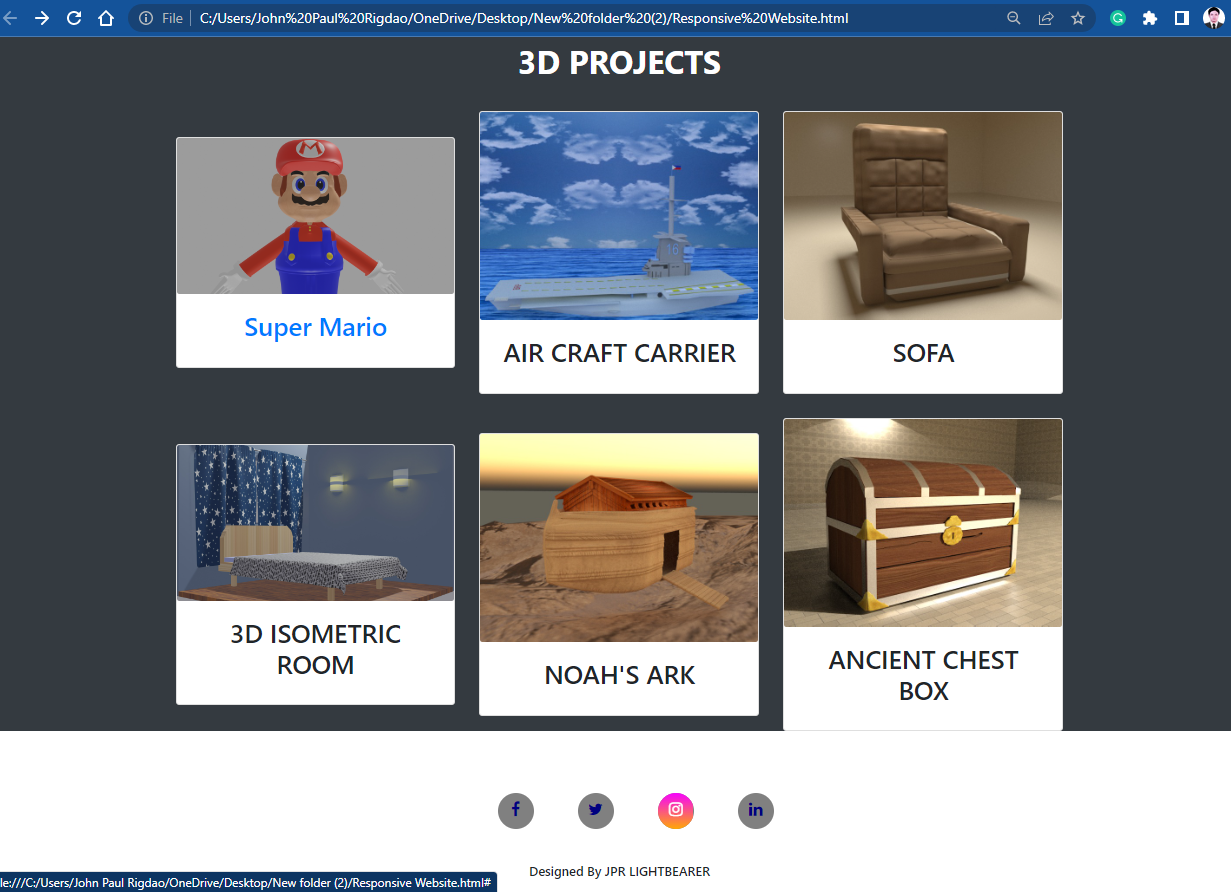 File
C:/Users/John%20Paul%20Rigdao/OneDrive/Desktop/New%20folder%20(2)/Responsive%20Website.html
3D PROJECTS
Super Mario
AIR CRAFT CARRIER
SOFA
3D ISOMETRIC
ROOM
NOAH'S ARK
ANCIENT CHEST
BOX
Designed By JPR LIGHTBEARER
le:///C:/Users/John Paul Rigdao/OneDrive/Desktop/New folder (2)/Responsive Website.html#